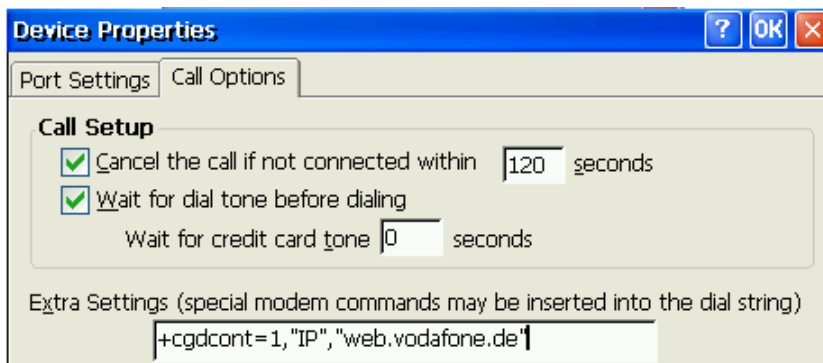 Device Properties ? OK ×
Port Settings Call Options
Call Setup
Cancel the call if not connected within 120 seconds
Wait for dial tone before dialing
Wait for credit card tone 0 seconds
Extra Settings (special modem commands may be inserted into the dial string)
+cgdcont=1,"IP","web.vodafone.de"